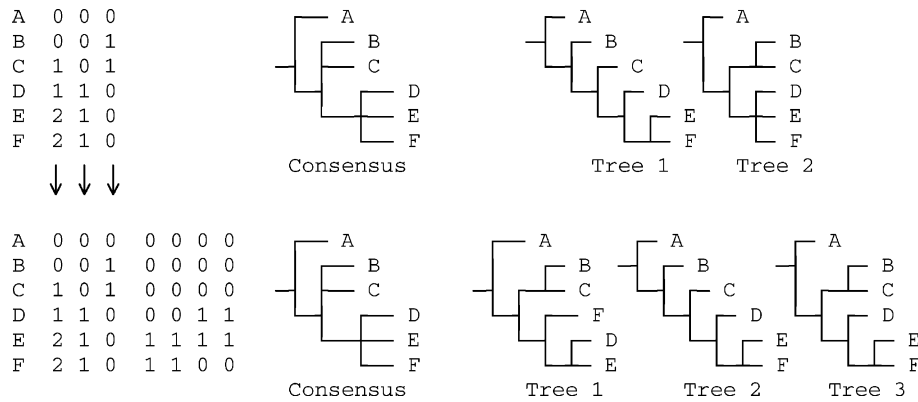 A 0 0 0
B 0 0 1
C 1 0 1
D 1 1 0
E 2 1 0
F 2 1 0
A
B
C
D
E
F
Consensus
A
B
C
D
E
F
Tree 1
A
B
C
D
E
F
Tree 2
A 0 0 0 0 0 0 0
B 0 0 1 0 0 0 0
C 1 0 1 0 0 0 0
D 1 1 0 0 0 1 1
E 2 1 0 1 1 1 1
F 2 1 0 1 1 0 0
A
B
C
D
E
F
Consensus
A
B
C
F
D
E
Tree 1
A
B
C
D
E
F
Tree 2
A
B
C
D
E
F
Tree 3